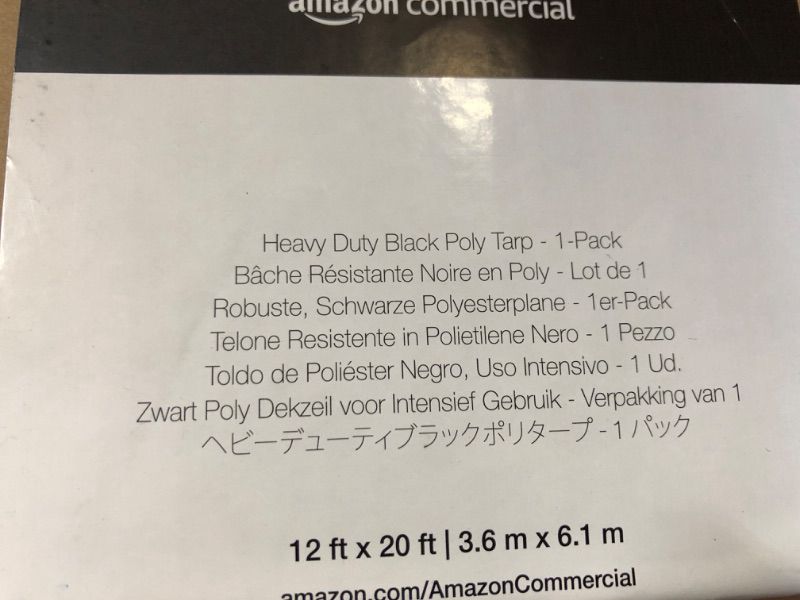 amazon commercial
Heavy Duty Black Poly Tarp - 1-Pack
Bâche Résistante Noire en Poly - Lot de 1
Robuste, Schwarze Polyesterplane - 1er-Pack
Telone Resistente in Polietilene Nero - 1 Pezzo
Toldo de Poliéster Negro, Uso Intensivo - 1 Ud.
Zwart Poly Dekzeil voor Intensief Gebruik - Verpakking van 1
ヘビーデューティブラックポリタープ - 1 パック
12 ft x 20 ft | 3.6 m x 6.1 m
amazon.com/AmazonCommercial